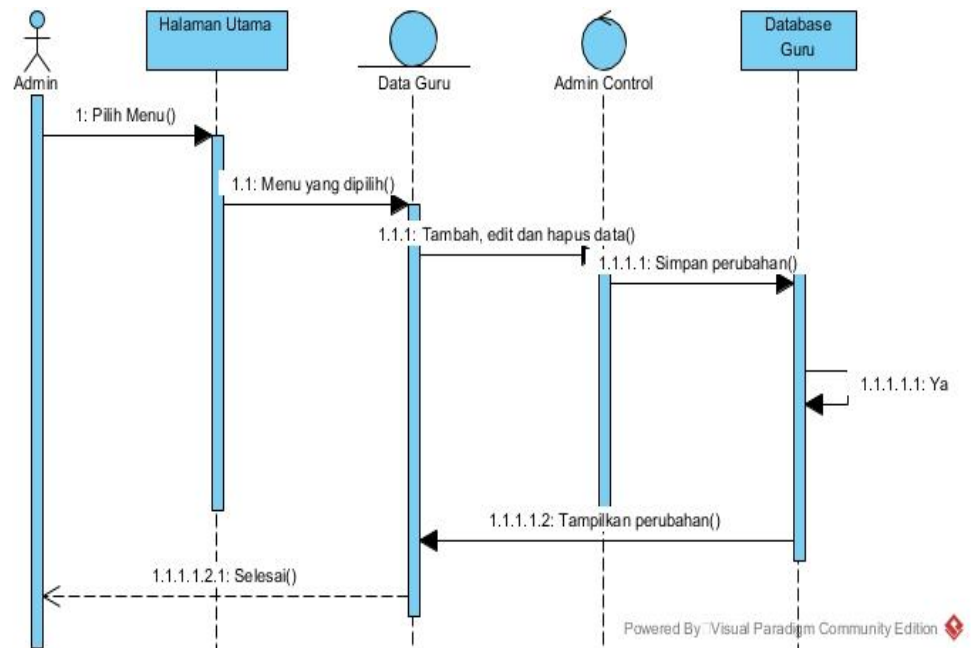 Halaman Utama
Database
Guru
Admin
Data Guru
Admin Control
1: Pilih Menu()
1.1: Menu yang dipilih()
1.1.1: Tambah, edit dan hapus data()
1.1.1.1: Simpan perubahan()
1.1.1.1.1: Ya
1.1.1.1.2: Tampilkan perubahan()
1.1.1.1.2.1: Selesai()
Powered By Visual Paradigm Community Edition